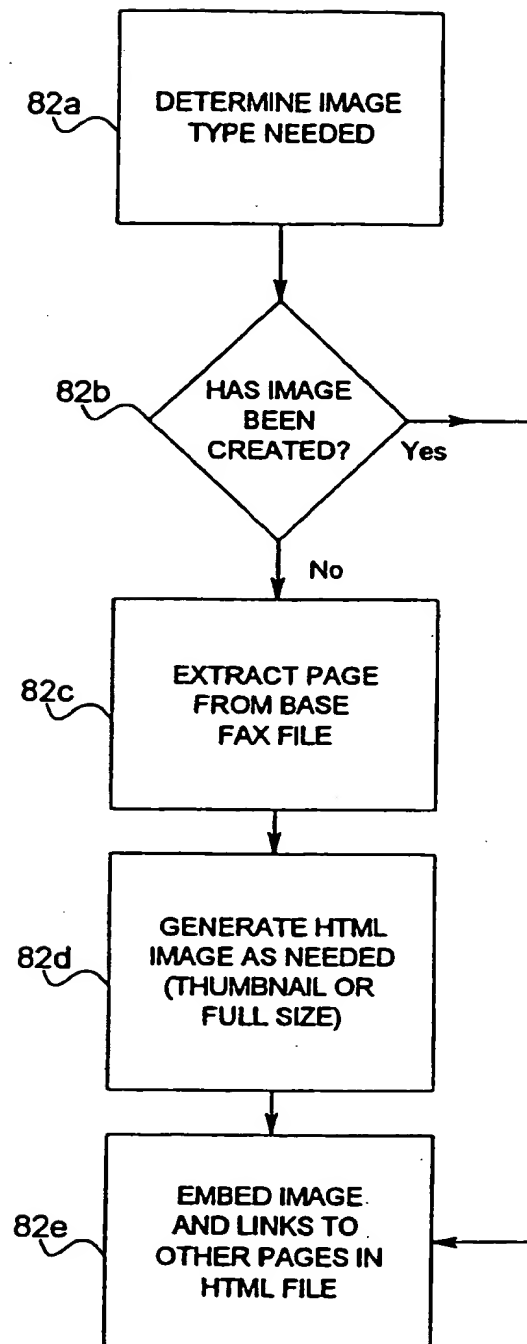 82a
DETERMINE IMAGE
TYPE NEEDED
82b
HAS IMAGE
BEEN
CREATED?
Yes
No
82c
EXTRACT PAGE
FROM BASE
FAX FILE
82d
GENERATE HTML
IMAGE AS NEEDED
(THUMBNAIL OR
FULL SIZE)
82e
EMBED IMAGE
AND LINKS TO
OTHER PAGES IN
HTML FILE